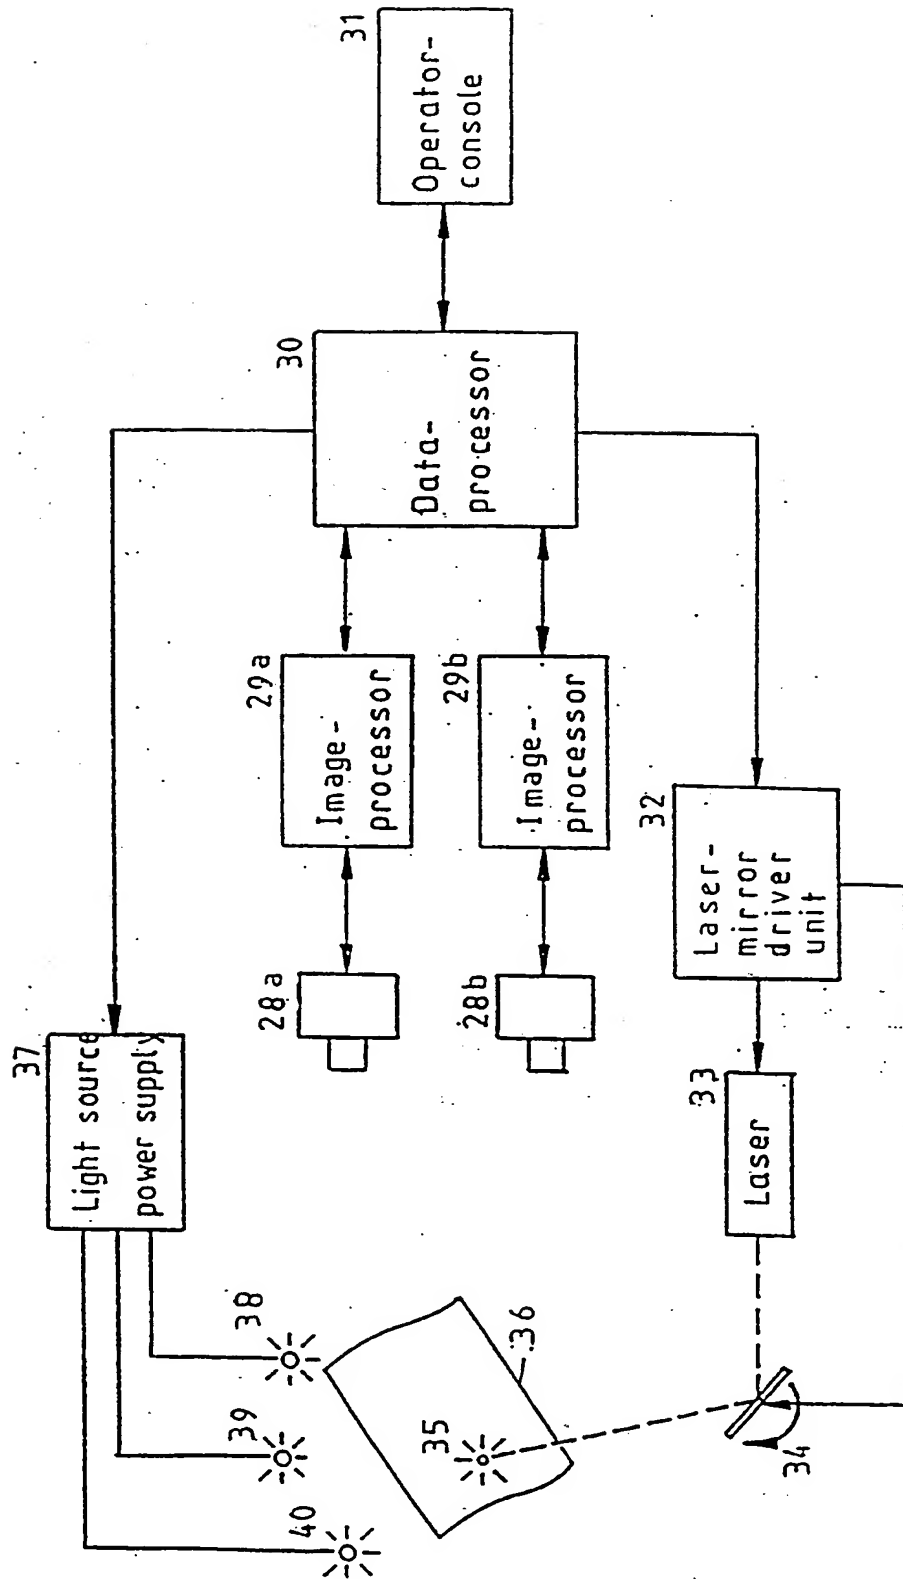 37
Light source
power supply
40
39
38
28a
29a
Image-
processor
30
Data-
processor
31
Operator-
console
28b
29b
Image-
processor
35
36
34
33
Laser
32
Laser-
mirror
driver
unit